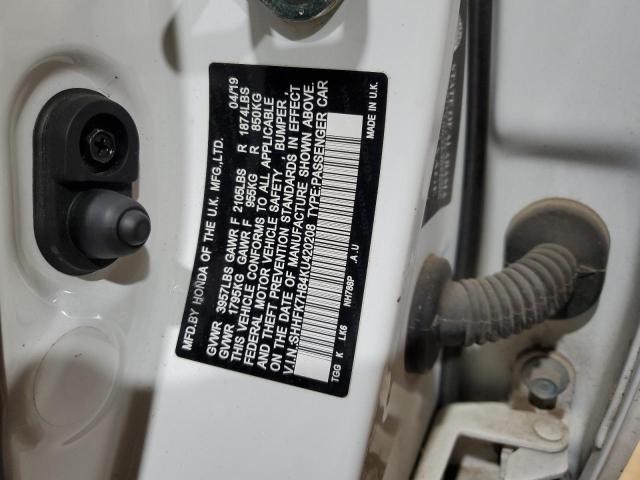 MFD.BY HONDA OF THE U.K. MFG.,LTD. 04/19
GVWR 3957LBS GAWR F 2105LBS R 1874LBS
GVWR 1795KG GAWR F 955KG R 850KG
THIS VEHICLE CONFORMS TO ALL APPLICABLE
FEDERAL MOTOR VEHICLE SAFETY , BUMPER ,
AND THEFT PREVENTION STANDARDS IN EFFECT
ON THE DATE OF MANUFACTURE SHOWN ABOVE.
V.I.N.:SHHFK7H84KU420208 TYPE:PASSENGER CAR
TGG K LK6 NH788P .A.U MADE IN U.K.